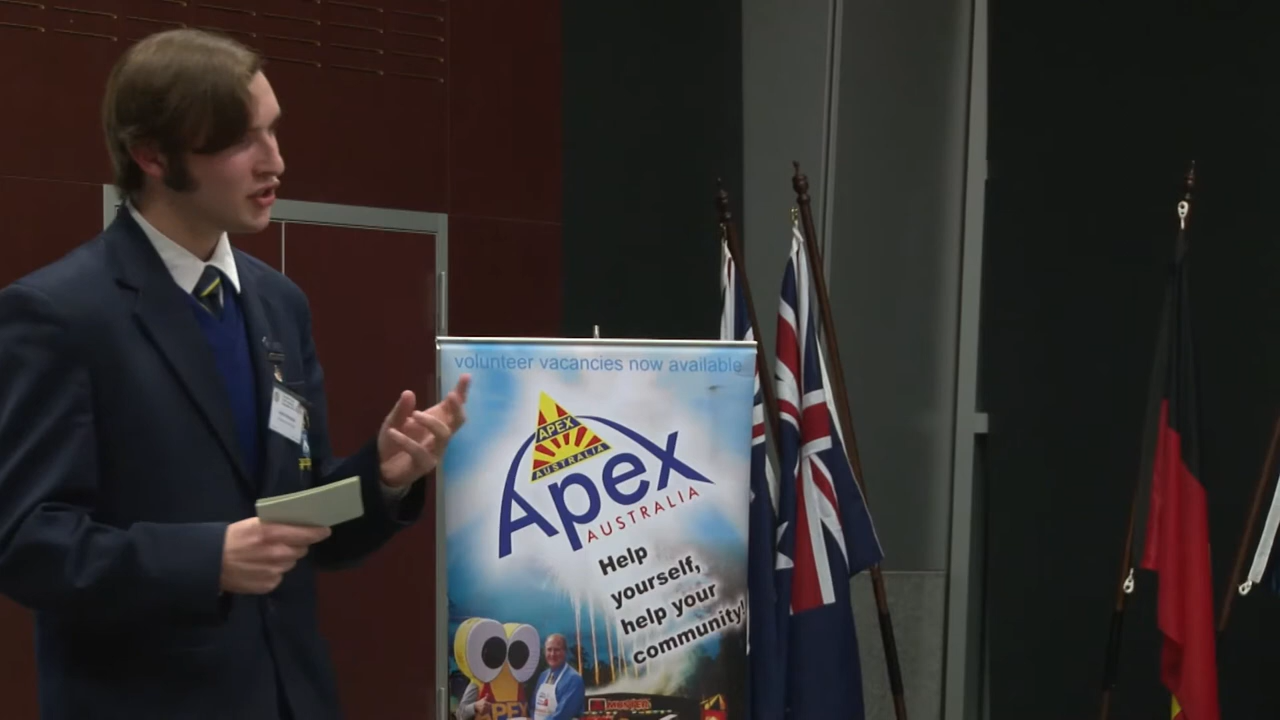 volunteer vacancies now available
APEX
AUSTRALIA
Apex
AUSTRALIA
Help
yourself,
help your
community!
APEX